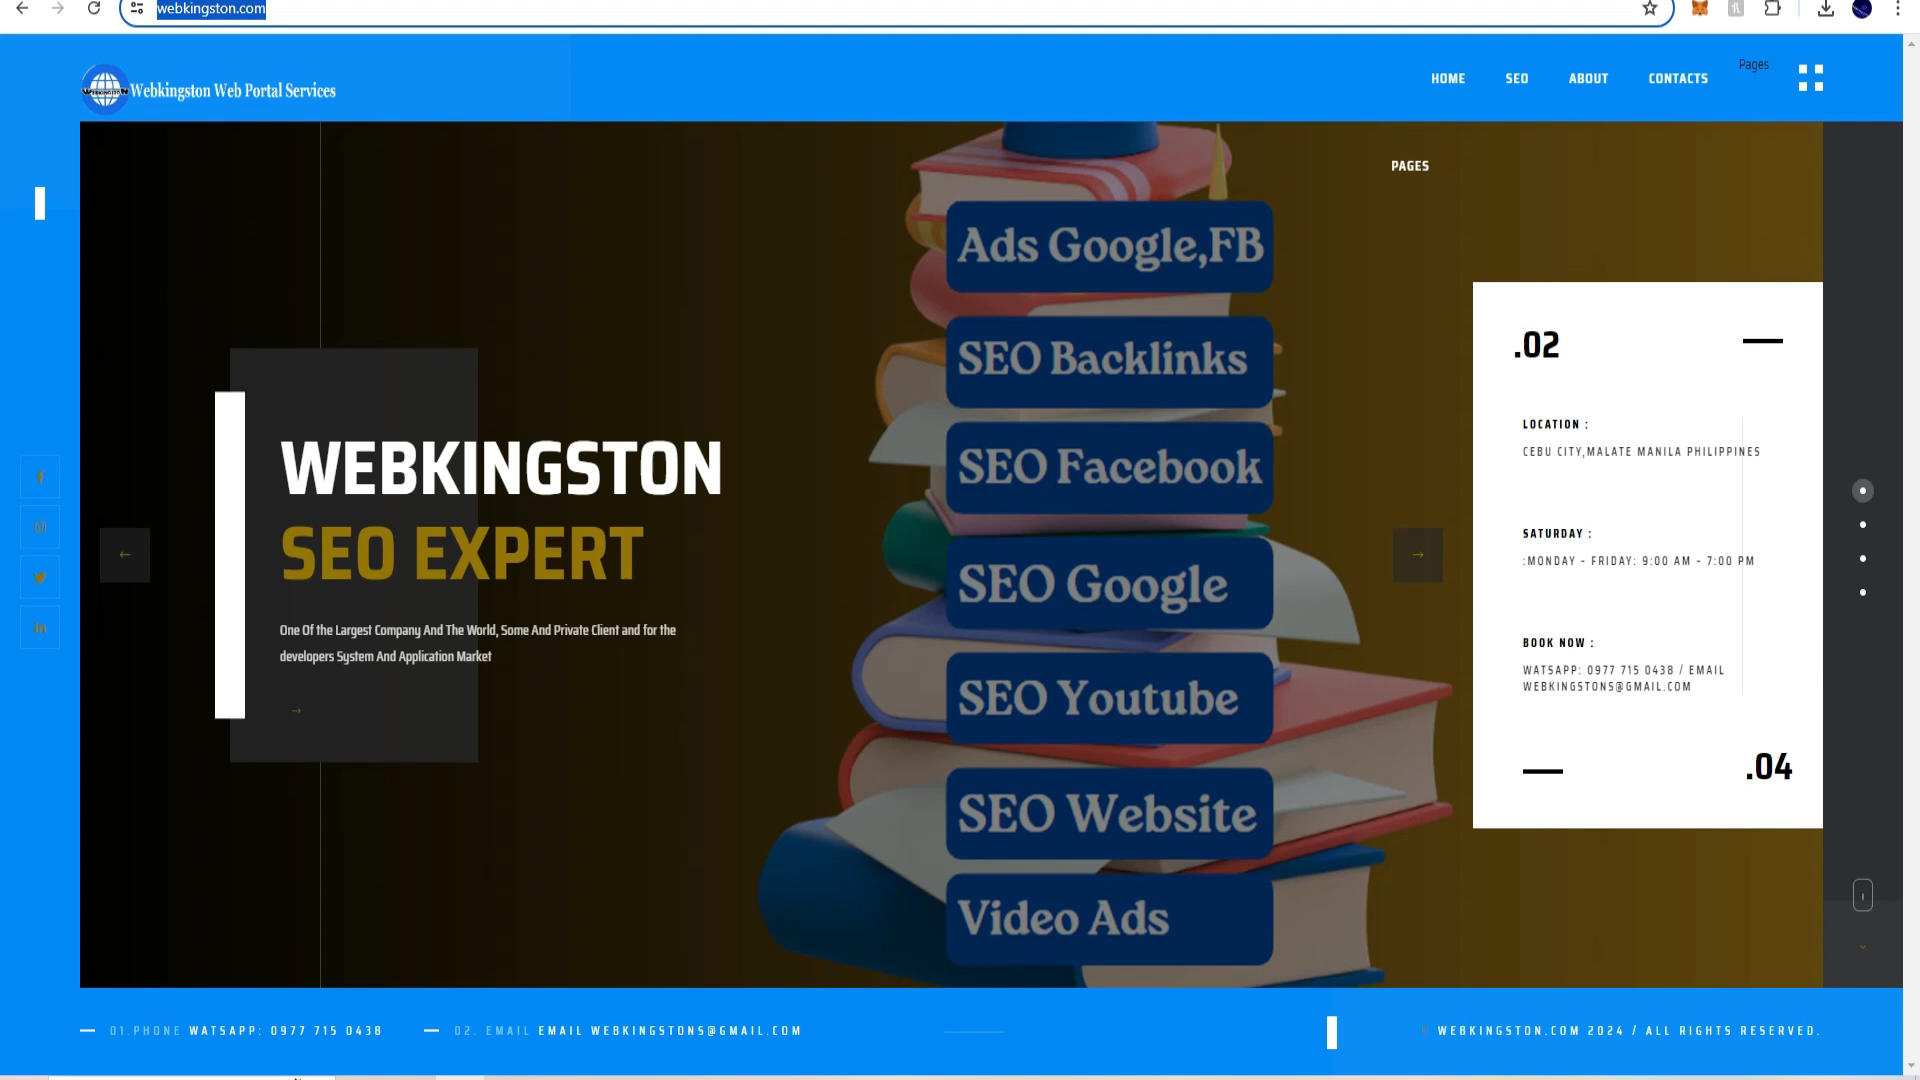 webkingston.com
WEBKINGSTON
Webkingston Web Portal Services
HOME
SEO
ABOUT
CONTACTS
Pages
PAGES
Ads Google,FB
SEO Backlinks
SEO Facebook
SEO Google
SEO Youtube
SEO Website
Video Ads
WEBKINGSTON
SEO EXPERT
One Of the Largest Company And The World, Some And Private Client and for the
developers System And Application Market
.02
LOCATION :
CEBU CITY,MALATE MANILA PHILIPPINES
SATURDAY :
:MONDAY - FRIDAY: 9:00 AM - 7:00 PM
BOOK NOW :
WATSAPP: 0977 715 0438 / EMAIL
WEBKINGSTONS@GMAIL.COM
.04
01.PHONE WATSAPP: 0977 715 0438
02. EMAIL EMAIL WEBKINGSTONS@GMAIL.COM
© WEBKINGSTON.COM 2024 / ALL RIGHTS RESERVED.